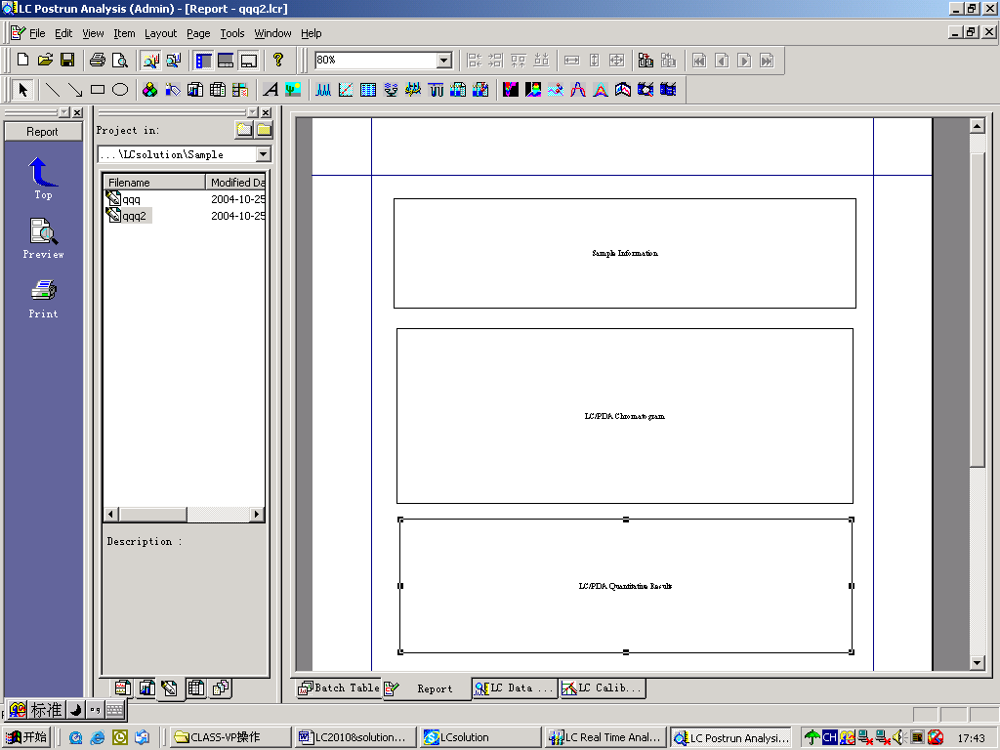 LC Postrun Analysis (Admin) - [Report - qqq2.lcr]
File Edit View Item Layout Page Tools Window Help
80%
Report
Top
Preview
Print
Project in:
...\LCsolution\Sample
Filename Modified Da
qqq 2004-10-25
qqq2 2004-10-25
Description :
Sample Information
LC/PDA Chromatogram
LC/PDA Quantitative Results
Batch Table Report LC Data ... LC Calib...
标准
开始 CLASS-VP操作 LC2010&solution... LCsolution LC Real Time Anal... LC Postrun Analysi... CH 17:43